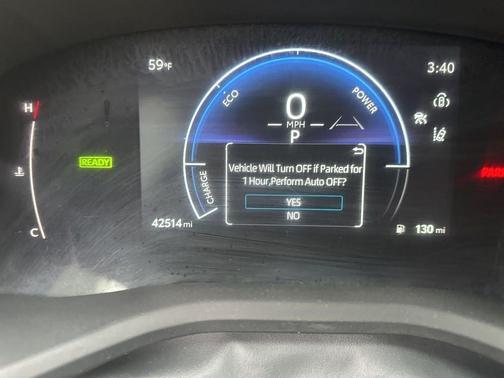 59°F
3:40
ECO
POWER
CHARGE
0
MPH
P
H
C
READY
Vehicle Will Turn OFF if Parked for
1 Hour,Perform Auto OFF?
YES
NO
42514 mi
130 mi